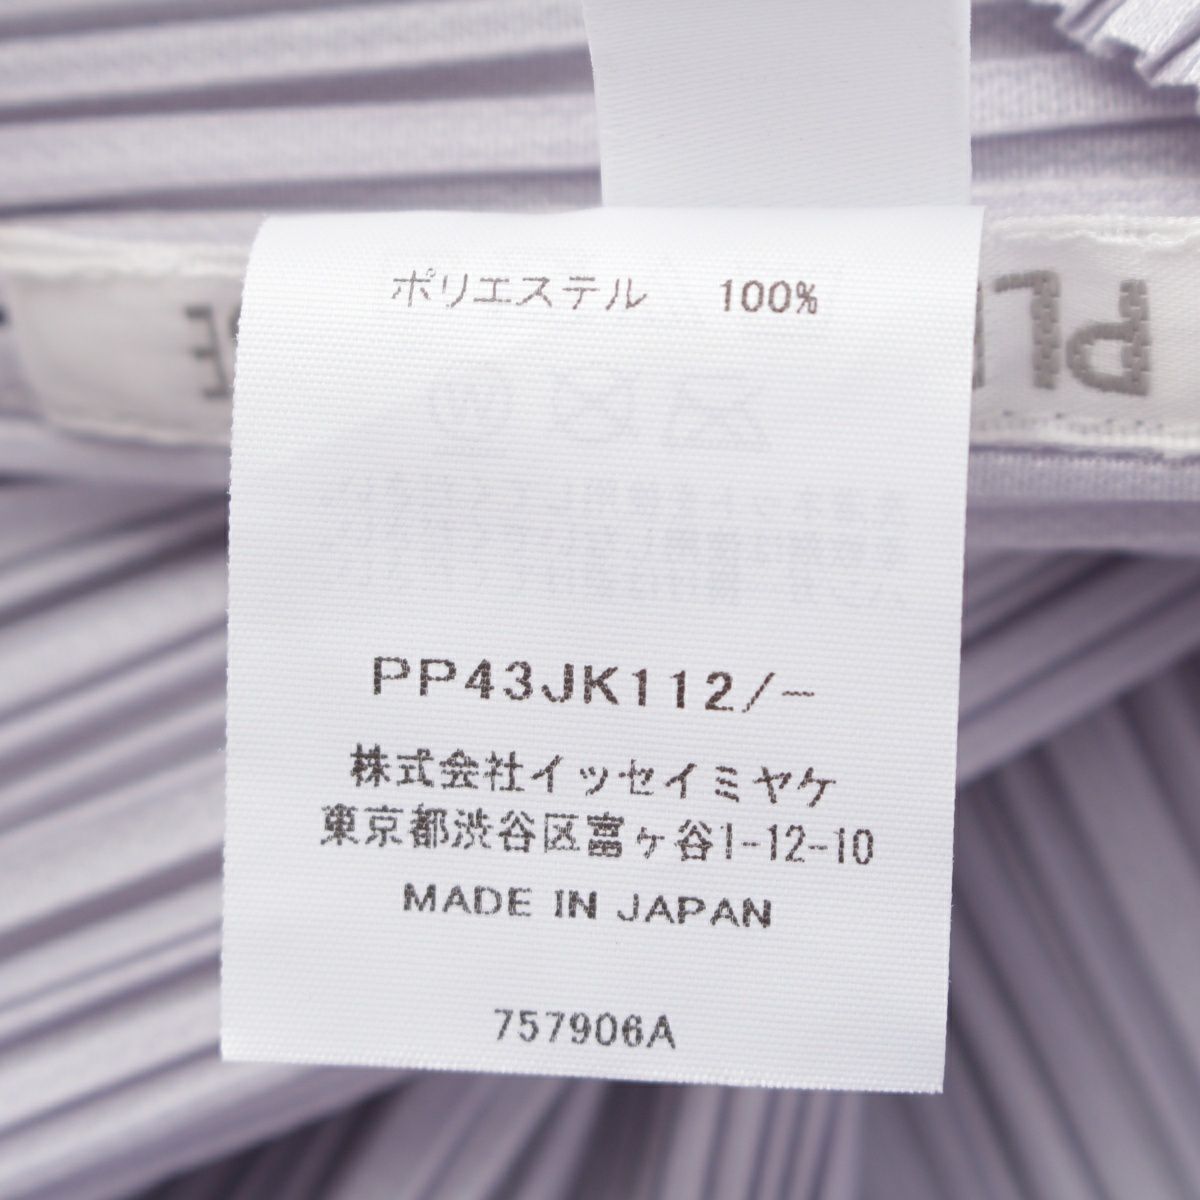 ポリエステル 100%
PP43JK112/-
株式会社イッセイミヤケ
東京都渋谷区富ヶ谷1-12-10
MADE IN JAPAN
757906A
PL